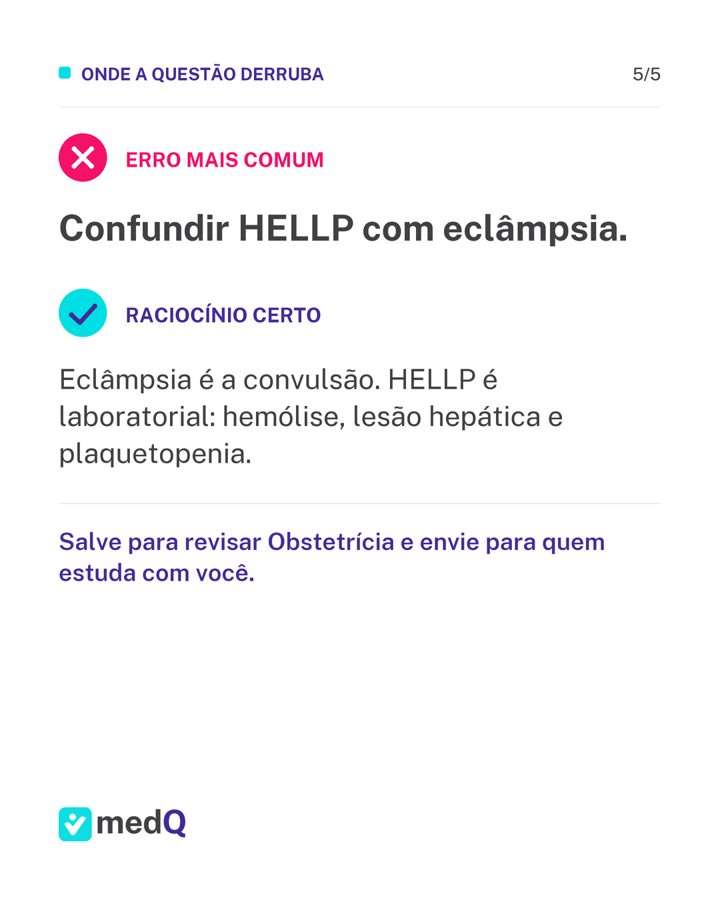 ONDE A QUESTÃO DERRUBA
5/5
ERRO MAIS COMUM
Confundir HELLP com eclâmpsia.
RACIOCÍNIO CERTO
Eclâmpsia é a convulsão. HELLP é
laboratorial: hemólise, lesão hepática e
plaquetopenia.
Salve para revisar Obstetrícia e envie para quem
estuda com você.
medQ